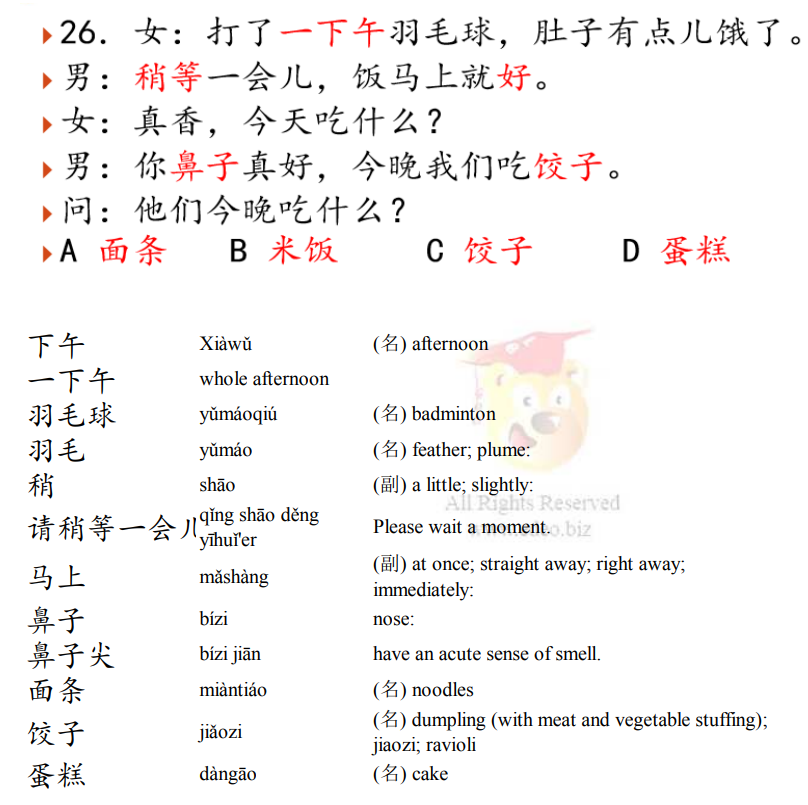 26. 女：打了一下午羽毛球，肚子有点儿饿了。
男：稍等一会儿，饭马上就好。
女：真香，今天吃什么？
男：你鼻子真好，今晚我们吃饺子。
问：他们今晚吃什么？
A 面条 B 米饭 C 饺子 D 蛋糕
下午 Xiàwǔ (名) afternoon
一下午 whole afternoon
羽毛球 yǔmáoqiú (名) badminton
羽毛 yǔmáo (名) feather; plume:
稍 shāo (副) a little; slightly:
All Rights Reserved
请稍等一会儿 qǐng shāo děng yīhuǐ'er Please wait a moment.
马上 mǎshàng (副) at once; straight away; right away; immediately:
鼻子 bízi nose:
鼻子尖 bízi jiān have an acute sense of smell.
面条 miàntiáo (名) noodles
饺子 jiǎozi (名) dumpling (with meat and vegetable stuffing); jiaozi; ravioli
蛋糕 dàngāo (名) cake